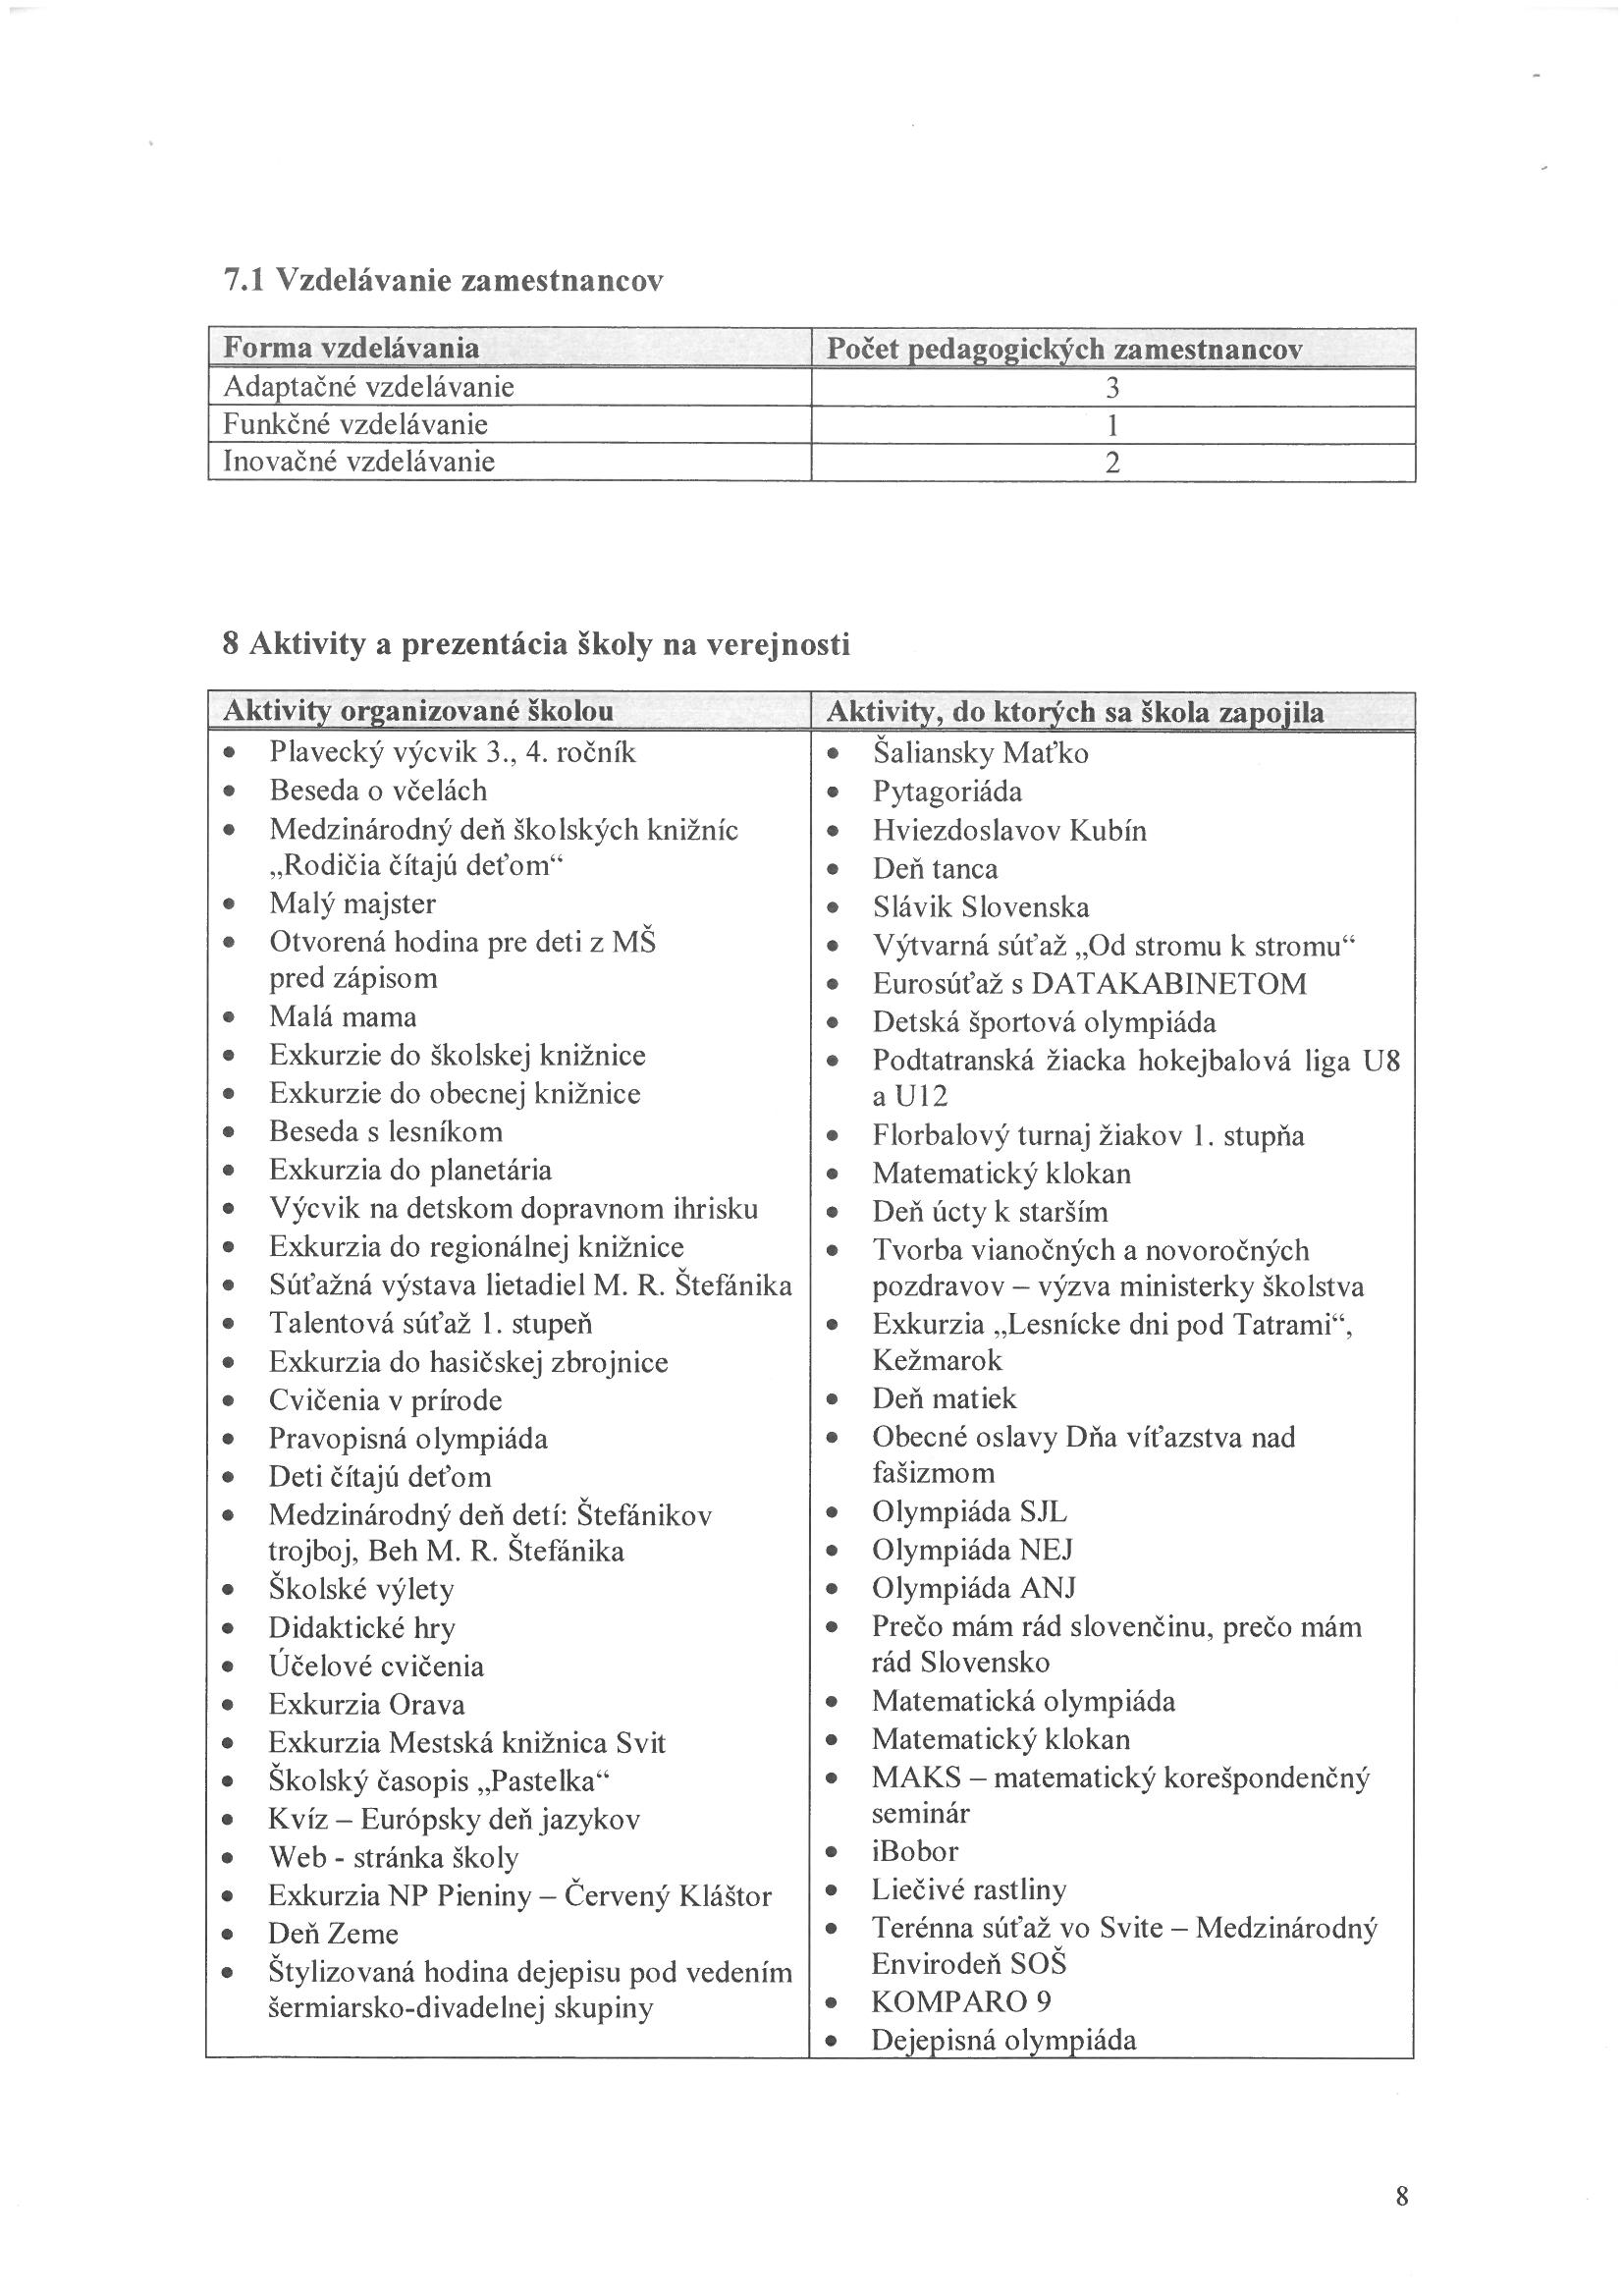 7.1 Vzdelávanie zamestnancov
Forma vzdelávania Počet pedagogických zamestnancov
Adaptačné vzdelávanie 3
Funkčné vzdelávanie 1
Inovačné vzdelávanie 2
8 Aktivity a prezentácia školy na verejnosti
Aktivity organizované školou
• Plavecký výcvik 3., 4. ročník
• Beseda o včelách
• Medzinárodný deň školských knižníc
„Rodičia čítajú deťom“
• Malý majster
• Otvorená hodina pre deti z MŠ
pred zápisom
• Malá mama
• Exkurzie do školskej knižnice
• Exkurzie do obecnej knižnice
• Beseda s lesníkom
• Exkurzia do planetária
• Výcvik na detskom dopravnom ihrisku
• Exkurzia do regionálnej knižnice
• Súťažná výstava lietadiel M. R. Štefánika
• Talentová súťaž 1. stupeň
• Exkurzia do hasičskej zbrojnice
• Cvičenia v prírode
• Pravopisná olympiáda
• Deti čítajú deťom
• Medzinárodný deň detí: Štefánikov
trojboj, Beh M. R. Štefánika
• Školské výlety
• Didaktické hry
• Účelové cvičenia
• Exkurzia Orava
• Exkurzia Mestská knižnica Svit
• Školský časopis „Pastelka“
• Kvíz – Európsky deň jazykov
• Web - stránka školy
• Exkurzia NP Pieniny – Červený Kláštor
• Deň Zeme
• Štylizovaná hodina dejepisu pod vedením
šermiarsko-divadelnej skupiny
Aktivity, do ktorých sa škola zapojila
• Šaliansky Maťko
• Pytagoriáda
• Hviezdoslavov Kubín
• Deň tanca
• Slávik Slovenska
• Výtvarná súťaž „Od stromu k stromu“
• Eurosúťaž s DATAKABINETOM
• Detská športová olympiáda
• Podtatranská žiacka hokejbalová liga U8
a U12
• Florbalový turnaj žiakov 1. stupňa
• Matematický klokan
• Deň úcty k starším
• Tvorba vianočných a novoročných
pozdravov – výzva ministerky školstva
• Exkurzia „Lesnícke dni pod Tatrami“,
Kežmarok
• Deň matiek
• Obecné oslavy Dňa víťazstva nad
fašizmom
• Olympiáda SJL
• Olympiáda NEJ
• Olympiáda ANJ
• Prečo mám rád slovenčinu, prečo mám
rád Slovensko
• Matematická olympiáda
• Matematický klokan
• MAKS – matematický korešpondenčný
seminár
• iBobor
• Liečivé rastliny
• Terénna súťaž vo Svite – Medzinárodný
Envirodeň SOŠ
• KOMPARO 9
• Dejepisná olympiáda
8